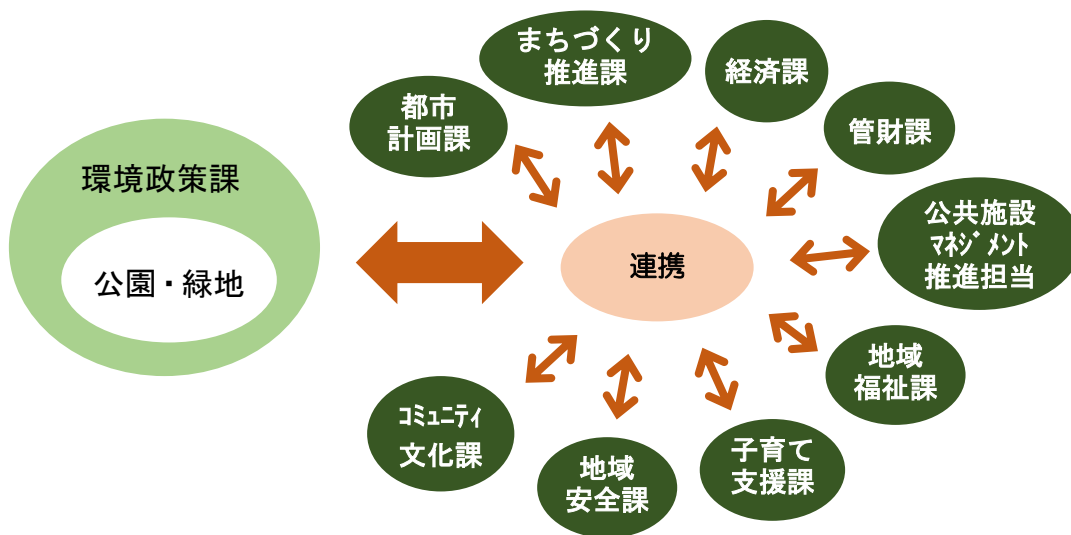 まちづくり
推進課
経済課
都市
計画課
管財課
環境政策課
公共施設
ﾏﾈｼﾞﾒﾝﾄ
推進担当
連携
公園・緑地
地域
福祉課
ｺﾐｭﾆﾃｨ
文化課
子育て
支援課
地域
安全課